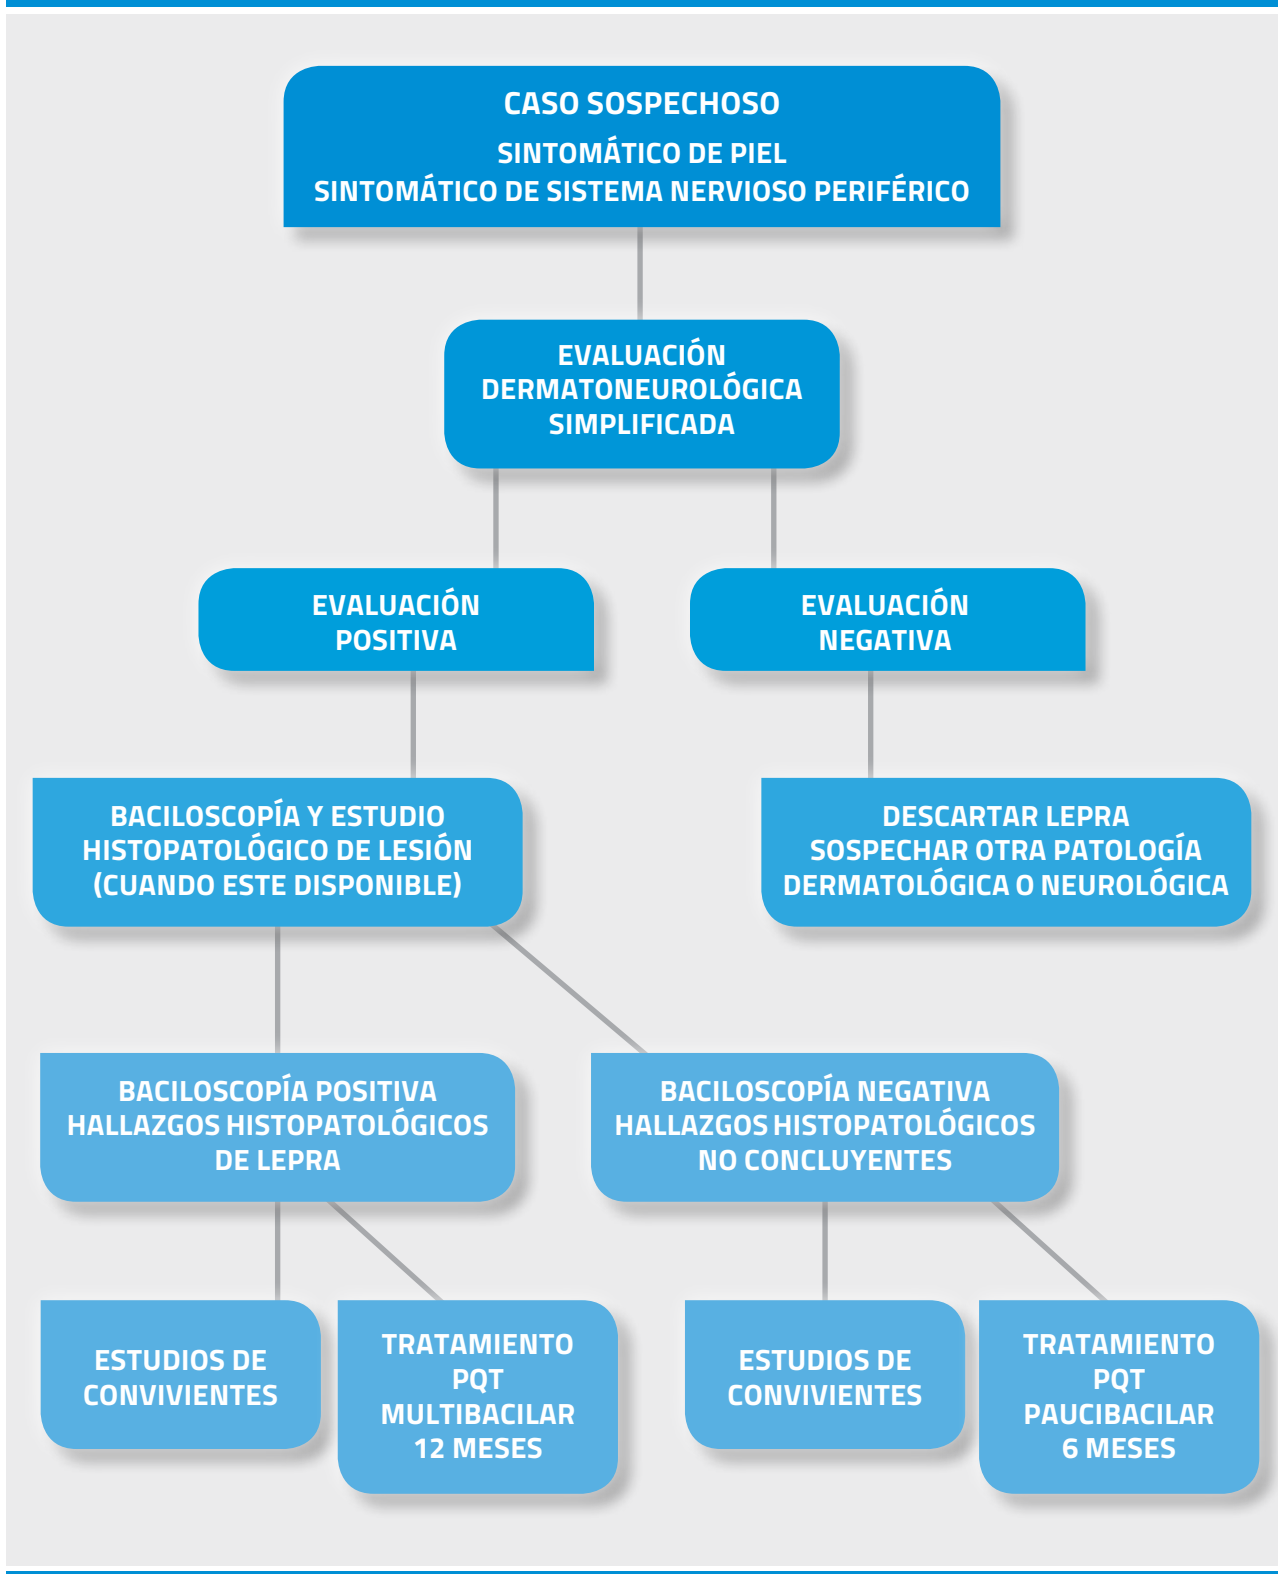 CASO SOSPECHOSO
SINTOMÁTICO DE PIEL
SINTOMÁTICO DE SISTEMA NERVIOSO PERIFÉRICO
EVALUACIÓN
DERMATONEUROLÓGICA
SIMPLIFICADA
EVALUACIÓN
POSITIVA
EVALUACIÓN
NEGATIVA
BACILOSCOPÍA Y ESTUDIO
HISTOPATOLÓGICO DE LESIÓN
(CUANDO ESTE DISPONIBLE)
DESCARTAR LEPRA
SOSPECHAR OTRA PATOLOGÍA
DERMATOLÓGICA O NEUROLÓGICA
BACILOSCOPÍA POSITIVA
HALLAZGOS HISTOPATOLÓGICOS
DE LEPRA
BACILOSCOPÍA NEGATIVA
HALLAZGOS HISTOPATOLÓGICOS
NO CONCLUYENTES
ESTUDIOS DE
CONVIVIENTES
TRATAMIENTO
PQT
MULTIBACILAR
12 MESES
ESTUDIOS DE
CONVIVIENTES
TRATAMIENTO
PQT
PAUCIBACILAR
6 MESES